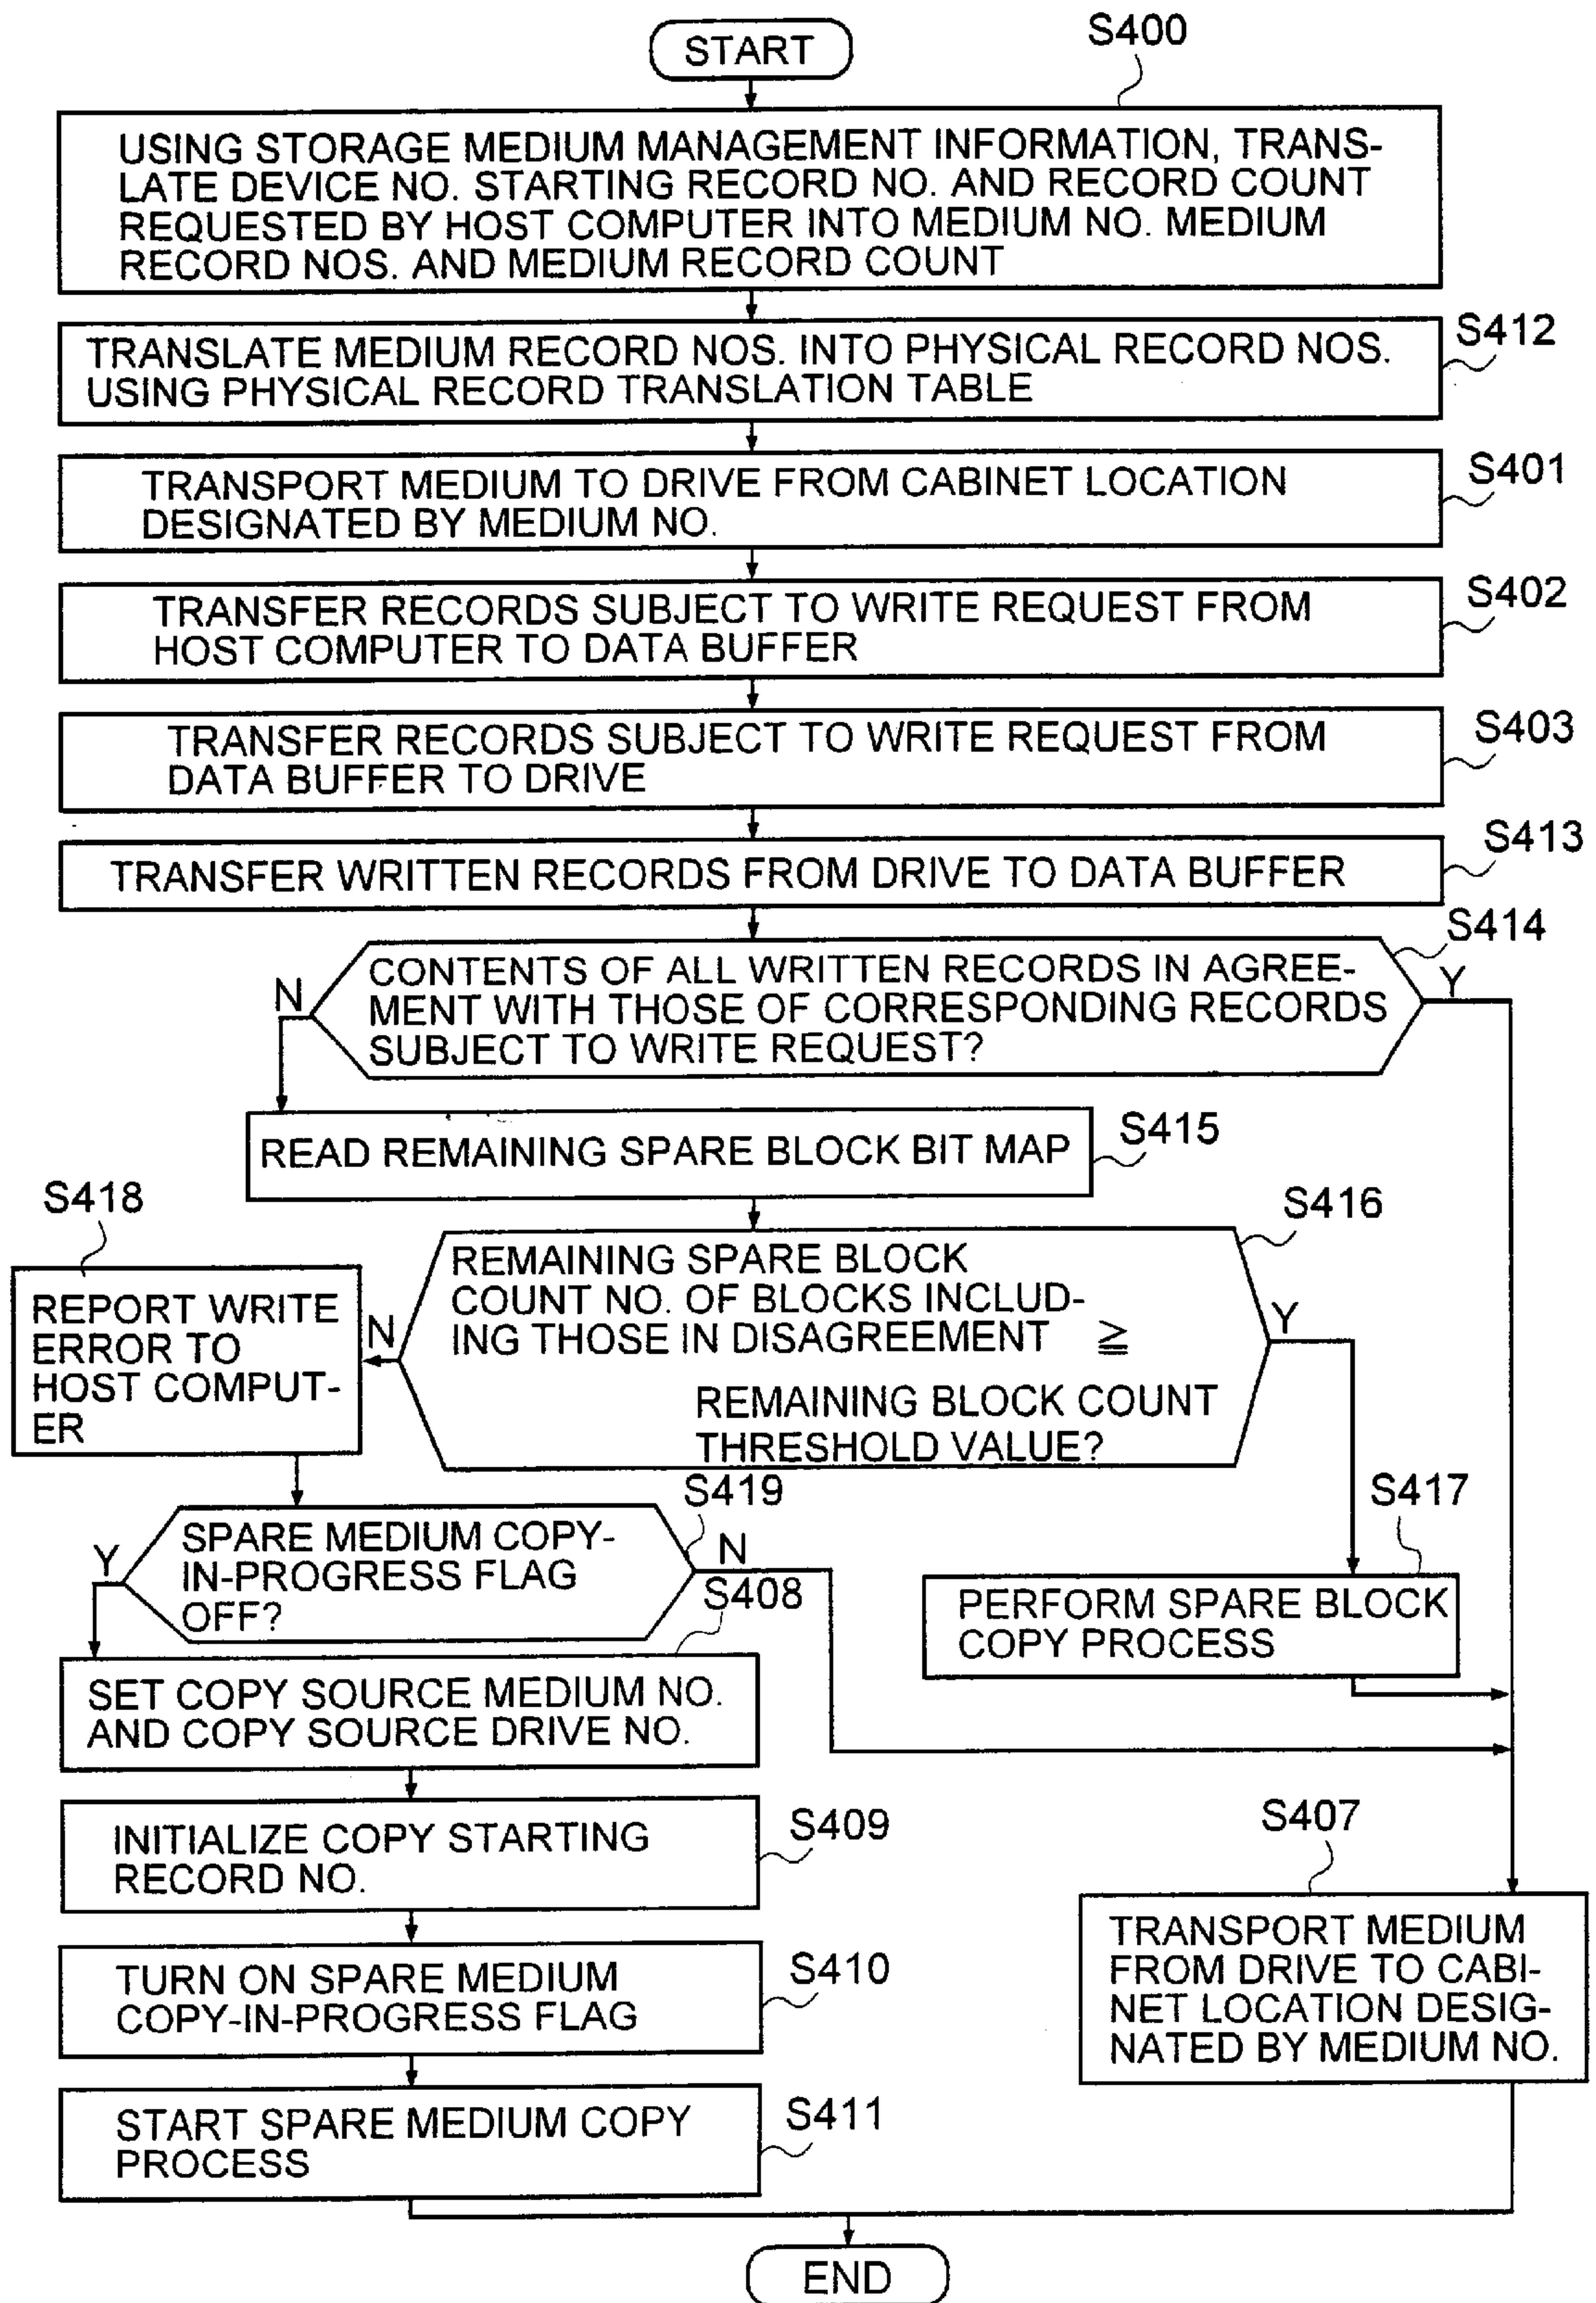 START
S400
USING STORAGE MEDIUM MANAGEMENT INFORMATION, TRANS-
LATE DEVICE NO. STARTING RECORD NO. AND RECORD COUNT
REQUESTED BY HOST COMPUTER INTO MEDIUM NO. MEDIUM
RECORD NOS. AND MEDIUM RECORD COUNT
S412
TRANSLATE MEDIUM RECORD NOS. INTO PHYSICAL RECORD NOS.
USING PHYSICAL RECORD TRANSLATION TABLE
S401
TRANSPORT MEDIUM TO DRIVE FROM CABINET LOCATION
DESIGNATED BY MEDIUM NO.
S402
TRANSFER RECORDS SUBJECT TO WRITE REQUEST FROM
HOST COMPUTER TO DATA BUFFER
S403
TRANSFER RECORDS SUBJECT TO WRITE REQUEST FROM
DATA BUFFER TO DRIVE
S413
TRANSFER WRITTEN RECORDS FROM DRIVE TO DATA BUFFER
S414
N
CONTENTS OF ALL WRITTEN RECORDS IN AGREE-
MENT WITH THOSE OF CORRESPONDING RECORDS
SUBJECT TO WRITE REQUEST?
Y
READ REMAINING SPARE BLOCK BIT MAP
S415
S418
S416
REMAINING SPARE BLOCK
COUNT NO. OF BLOCKS INCLUD-
ING THOSE IN DISAGREEMENT ≧
REMAINING BLOCK COUNT
THRESHOLD VALUE?
N
Y
REPORT WRITE
ERROR TO
HOST COMPUT-
ER
S419
S417
Y
SPARE MEDIUM COPY-
IN-PROGRESS FLAG
OFF?
N
S408
PERFORM SPARE BLOCK
COPY PROCESS
SET COPY SOURCE MEDIUM NO.
AND COPY SOURCE DRIVE NO.
S409
INITIALIZE COPY STARTING
RECORD NO.
S407
TRANSPORT MEDIUM
FROM DRIVE TO CABI-
NET LOCATION DESIG-
NATED BY MEDIUM NO.
S410
TURN ON SPARE MEDIUM
COPY-IN-PROGRESS FLAG
S411
START SPARE MEDIUM COPY
PROCESS
END